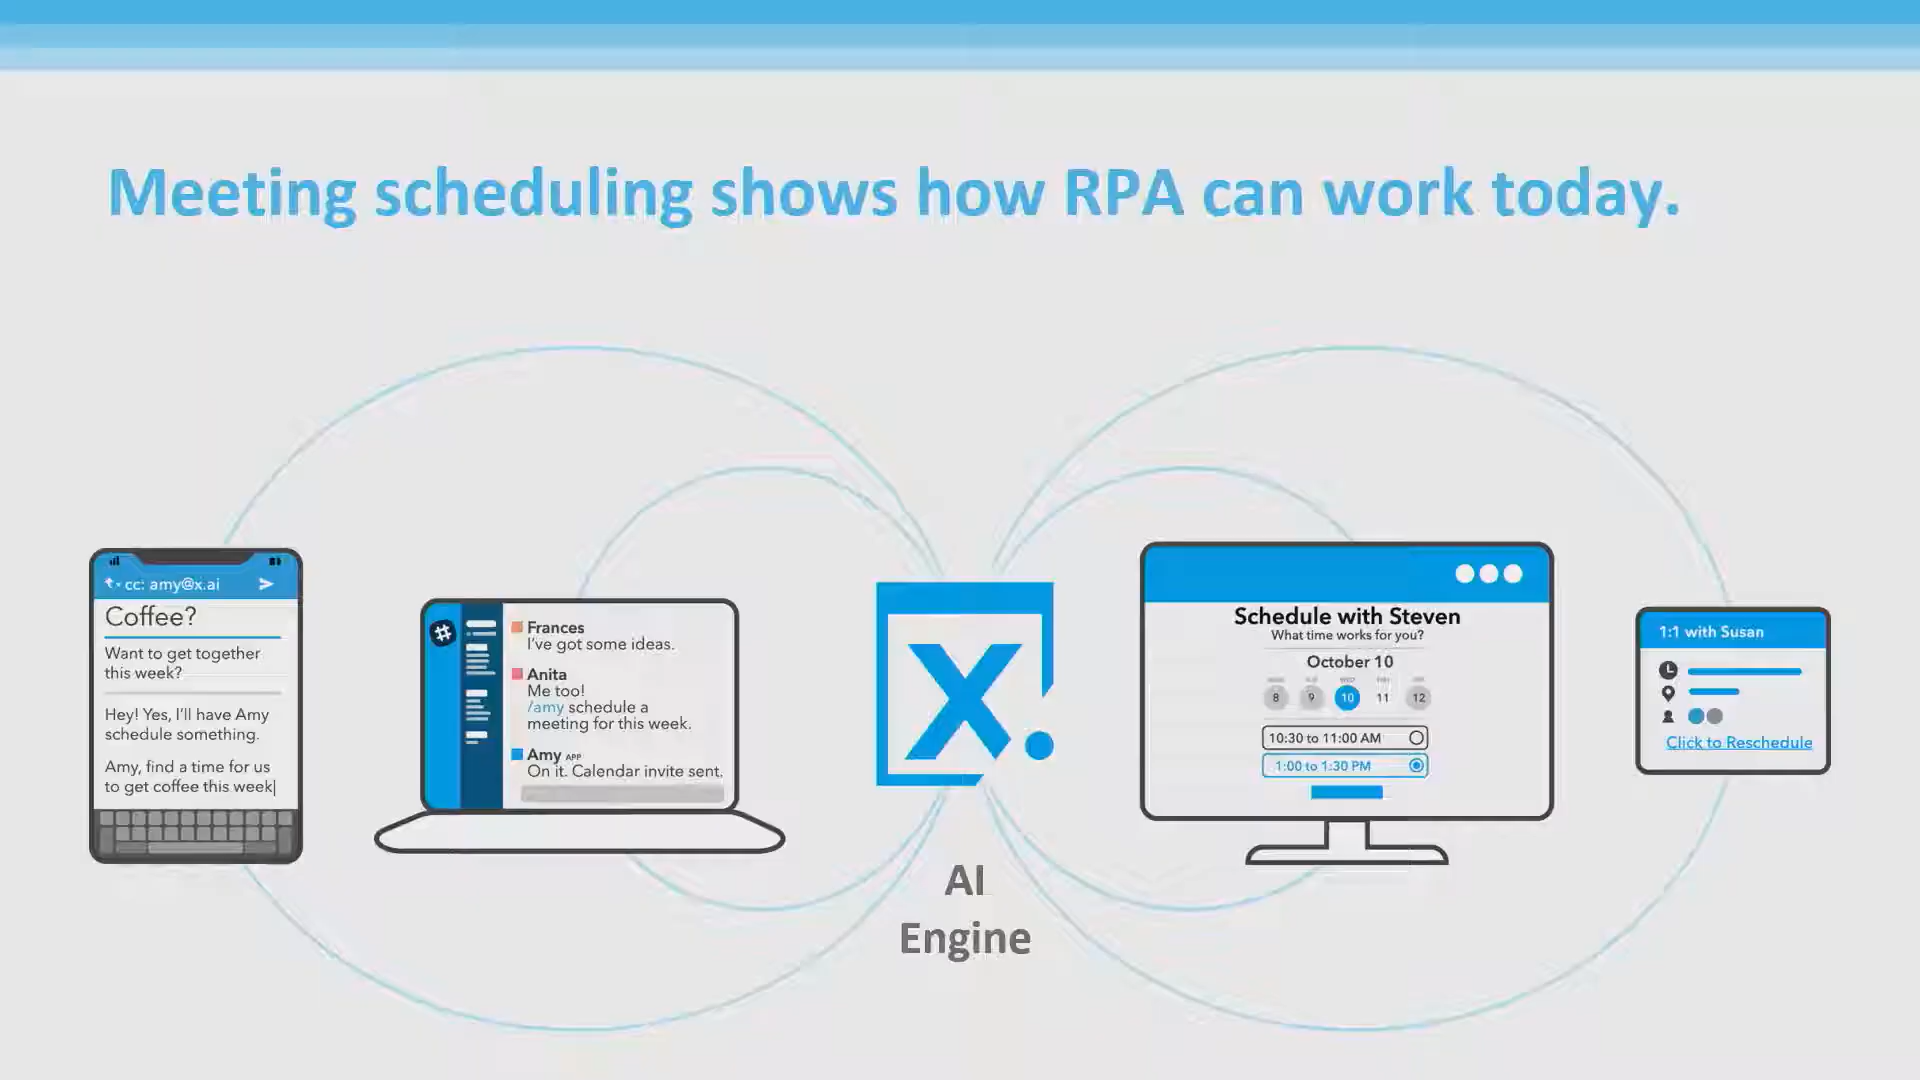 Meeting scheduling shows how RPA can work today.
cc: amy@x.ai
Coffee?
Want to get together
this week?
Hey! Yes, I'll have Amy
schedule something.
Amy, find a time for us
to get coffee this week
Frances
I've got some ideas.
Anita
Me too!
/amy schedule a
meeting for this week.
Amy APP
On it. Calendar invite sent.
x.
AI
Engine
Schedule with Steven
What time works for you?
October 10
8 9 10 11 12
10:30 to 11:00 AM
1:00 to 1:30 PM
1:1 with Susan
Click to Reschedule